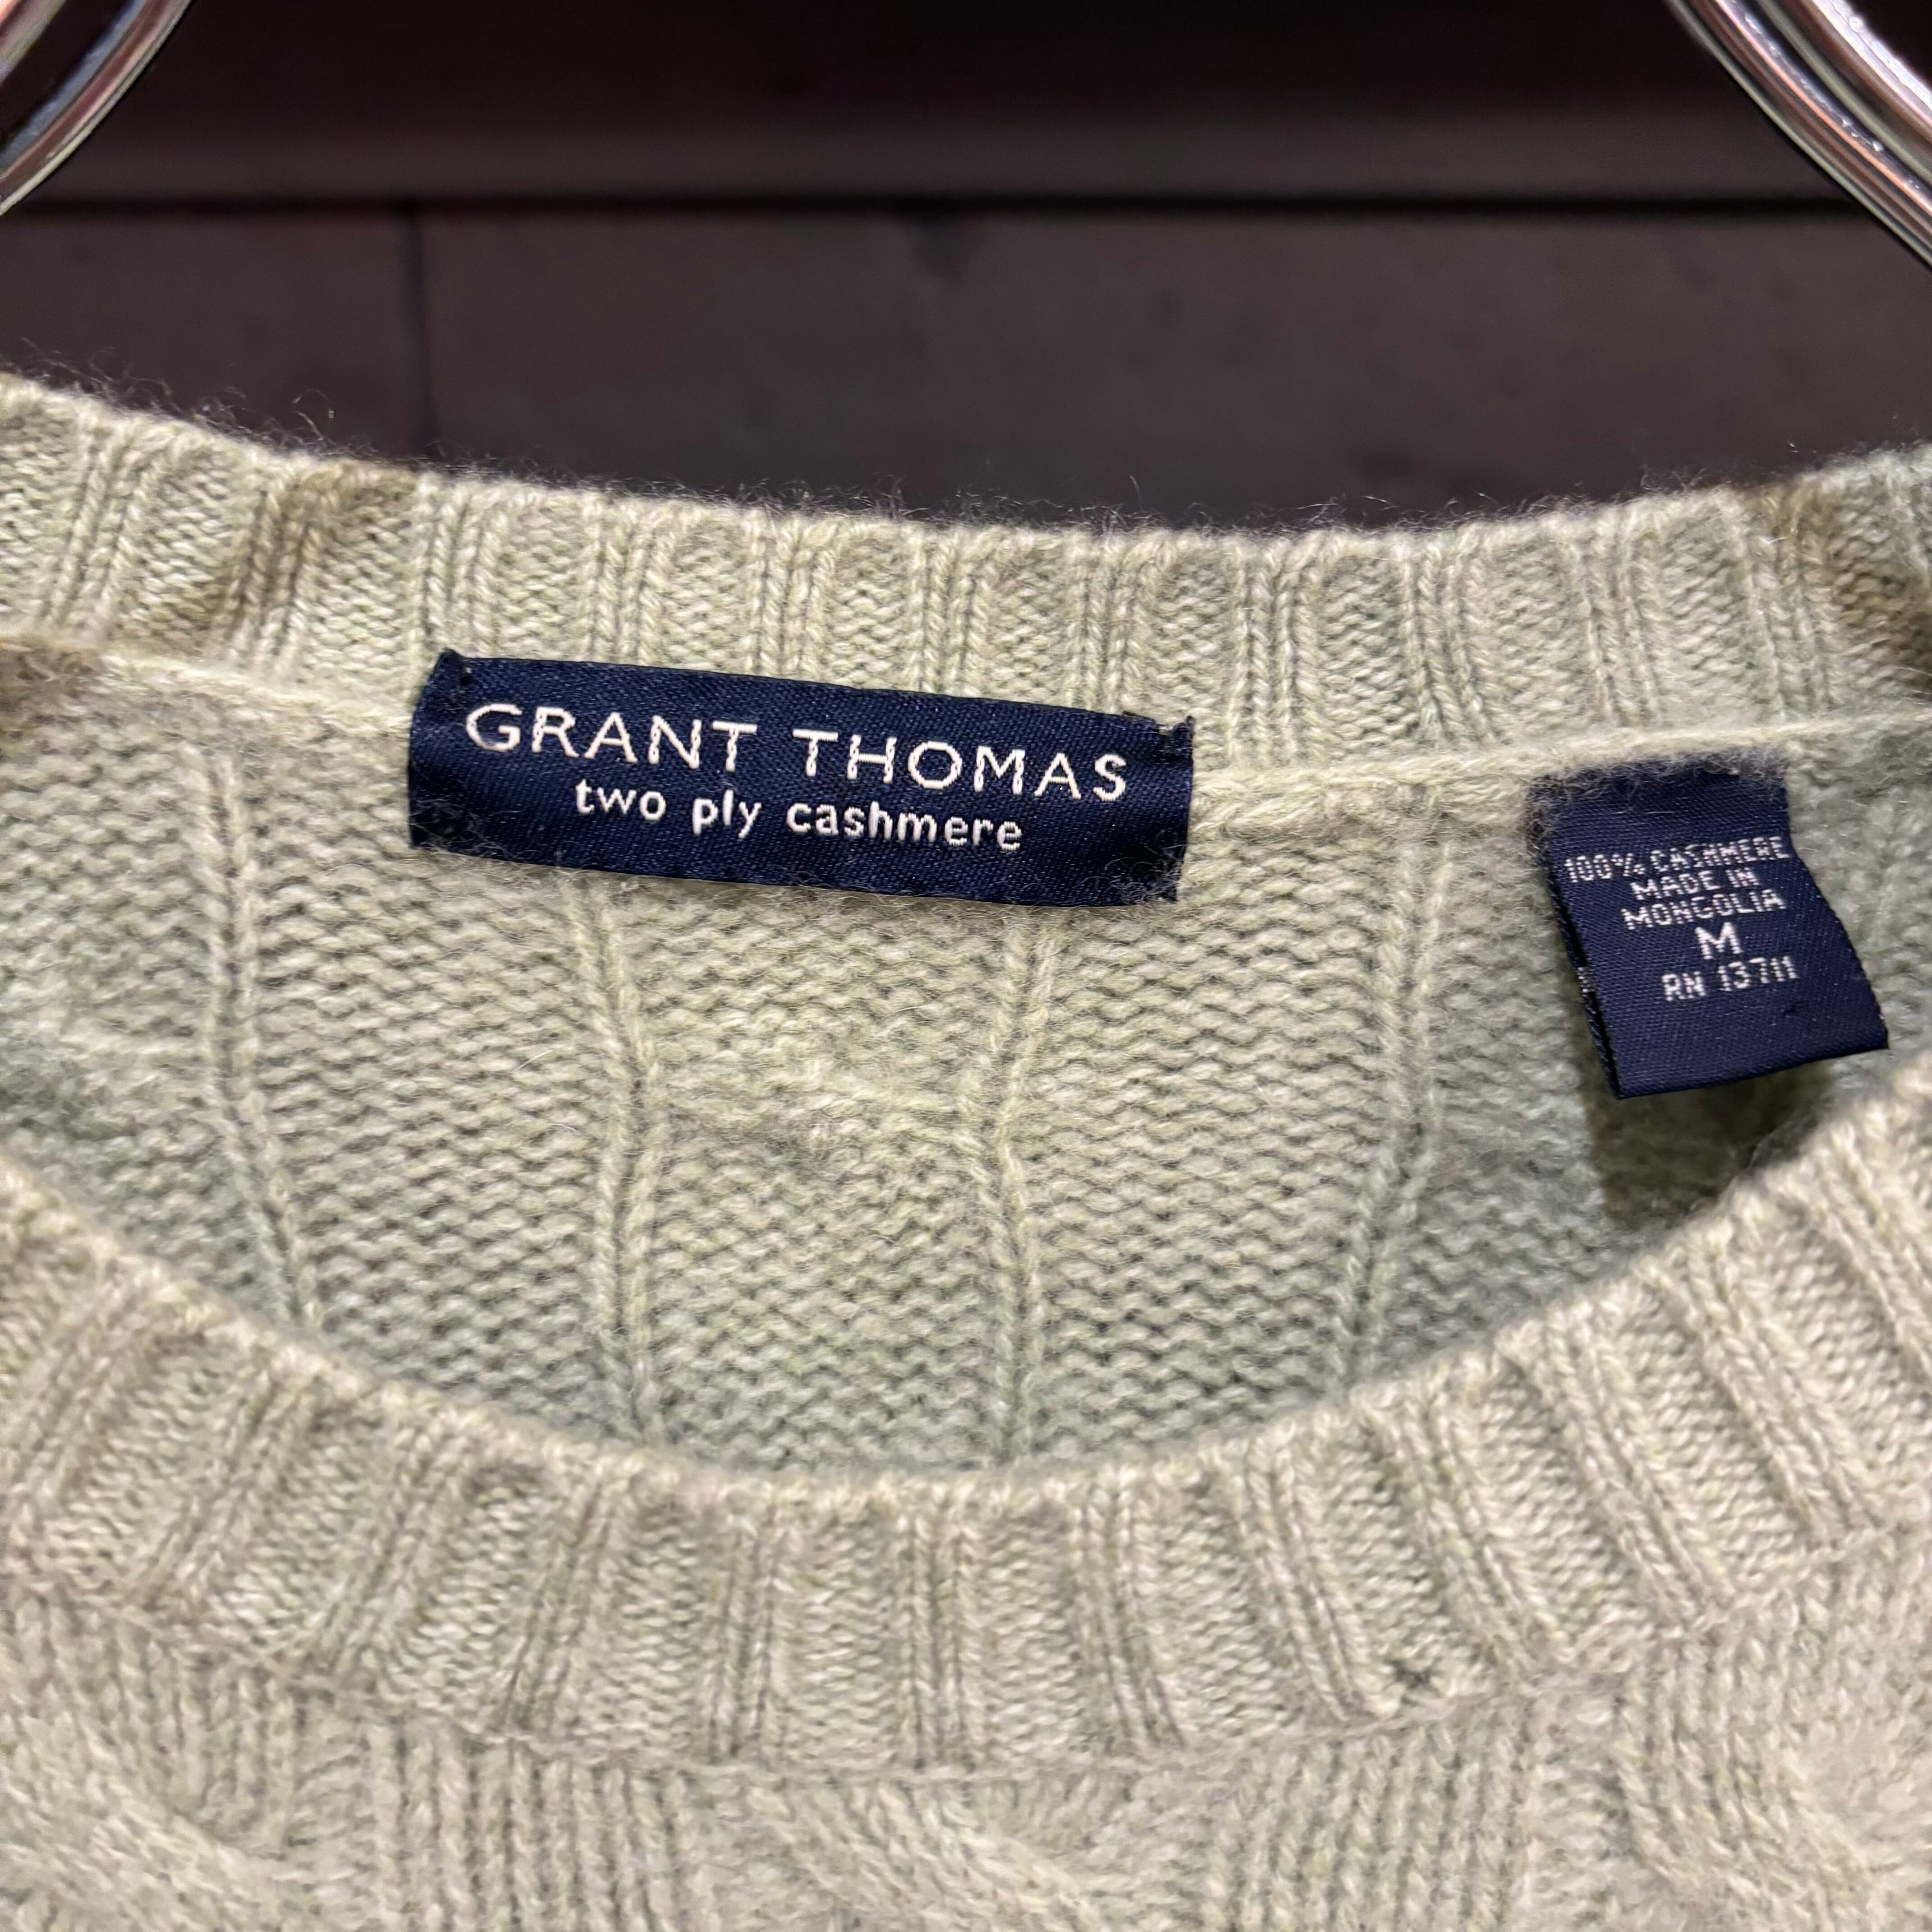 GRANT THOMAS
two ply cashmere
100% CASHMERE
MADE IN
MONGOLIA
M
RN 13711